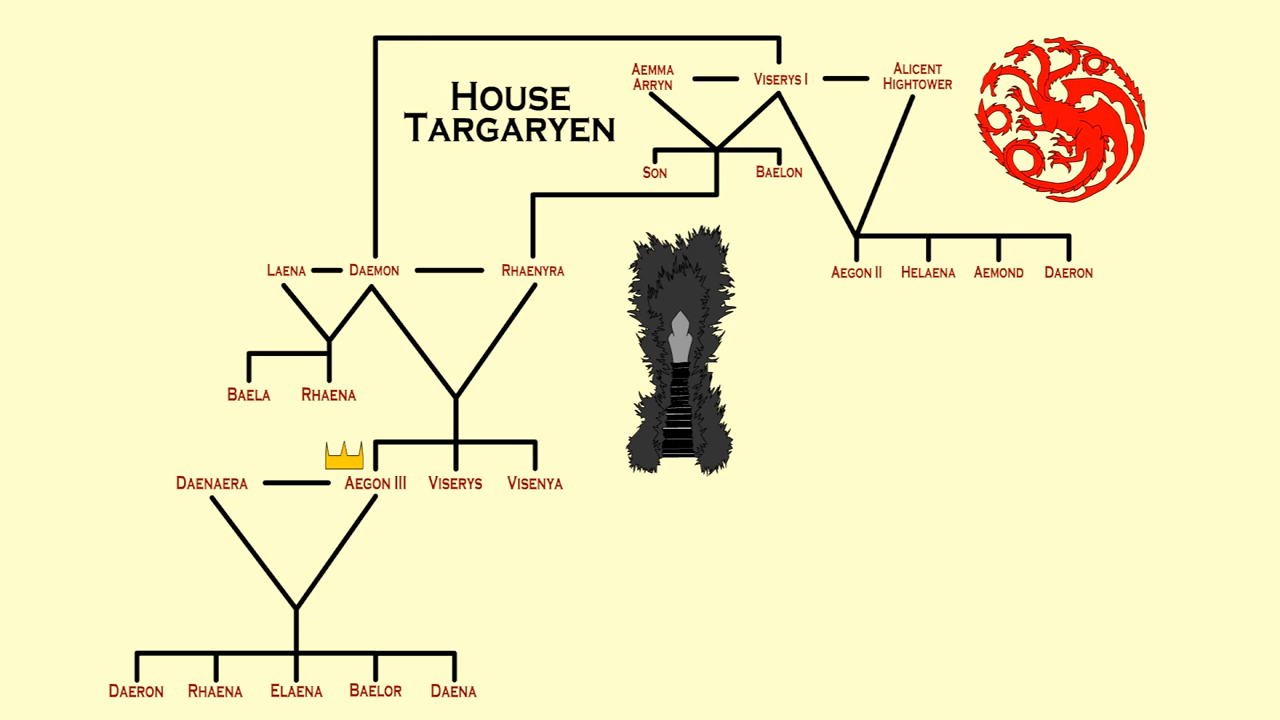 House
Targaryen
Aemma
Arryn
Viserys I
Alicent
Hightower
Son
Baelon
Laena
Daemon
Rhaenyra
Aegon II
Helaena
Aemond
Daeron
Baela
Rhaena
Daenaera
Aegon III
Viserys
Visenya
Daeron
Rhaena
Elaena
Baelor
Daena